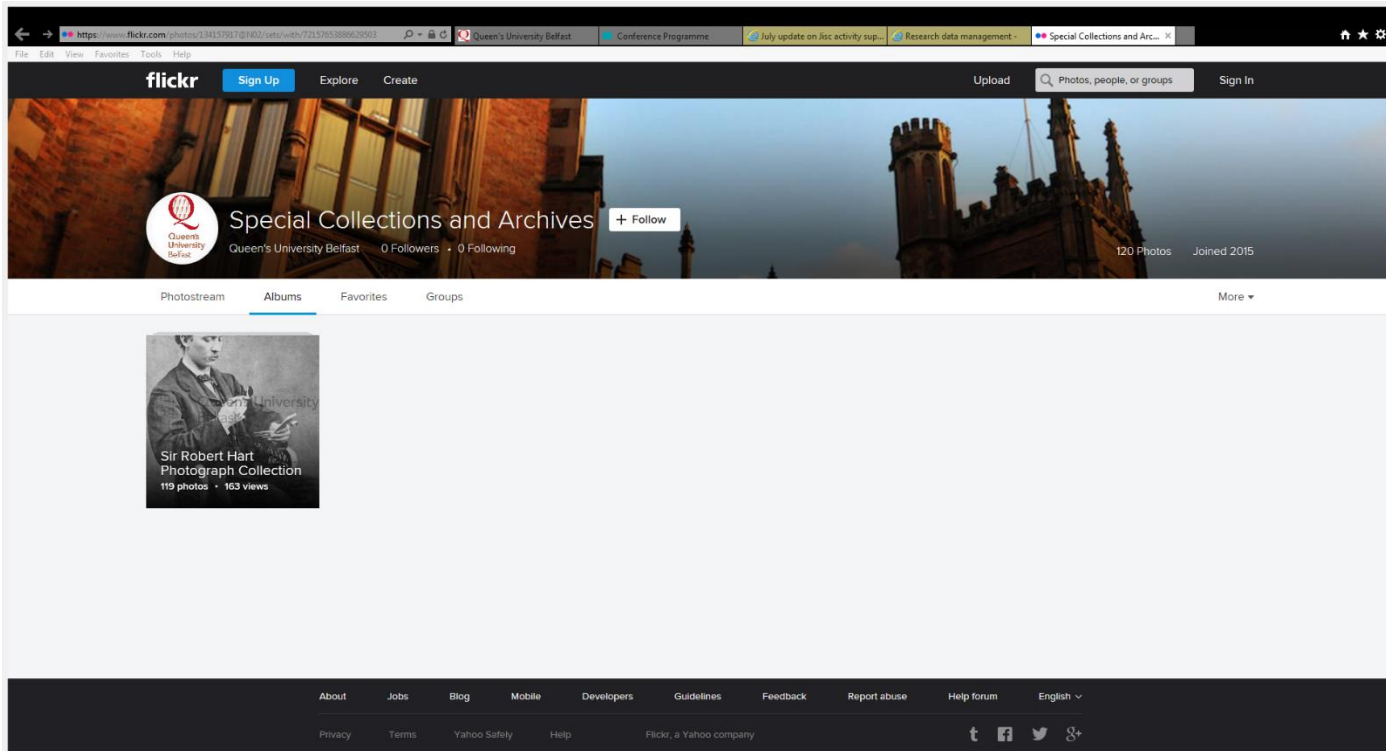 https://www.flickr.com/photos/134157917@N02/sets/with/72157653886629503
Queen's University Belfast
Conference Programme
July update on Jisc activity sup...
Research data management -
Special Collections and Arc...
File Edit View Favorites Tools Help
flickr Sign Up Explore Create Upload Photos, people, or groups Sign In
Queen's
University
Belfast
Special Collections and Archives + Follow
Queen's University Belfast 0 Followers • 0 Following 120 Photos Joined 2015
Photostream Albums Favorites Groups More
Queen's University
Belfast
Sir Robert Hart
Photograph Collection
119 photos • 163 views
About Jobs Blog Mobile Developers Guidelines Feedback Report abuse Help forum English
Privacy Terms Yahoo Safely Help Flickr, a Yahoo company